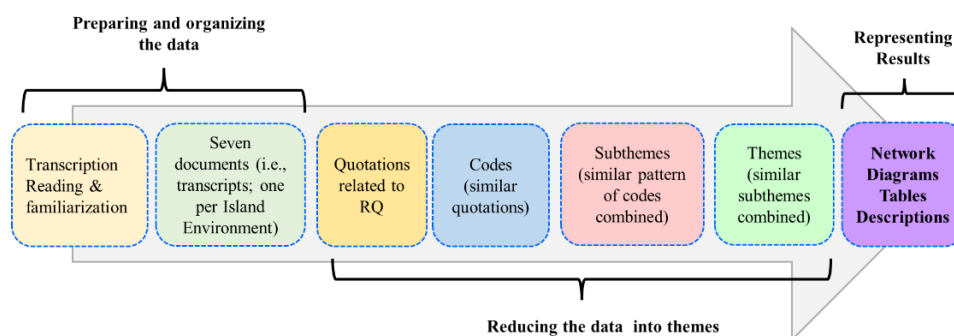 Preparing and organizing
the data
Representing
Results
Transcription
Reading &
familiarization
Seven
documents (i.e.,
transcripts; one
per Island
Environment)
Quotations
related to
RQ
Codes
(similar
quotations)
Subthemes
(similar pattern
of codes
combined)
Themes
(similar
subthemes
combined)
Network
Diagrams
Tables
Descriptions
Reducing the data into themes